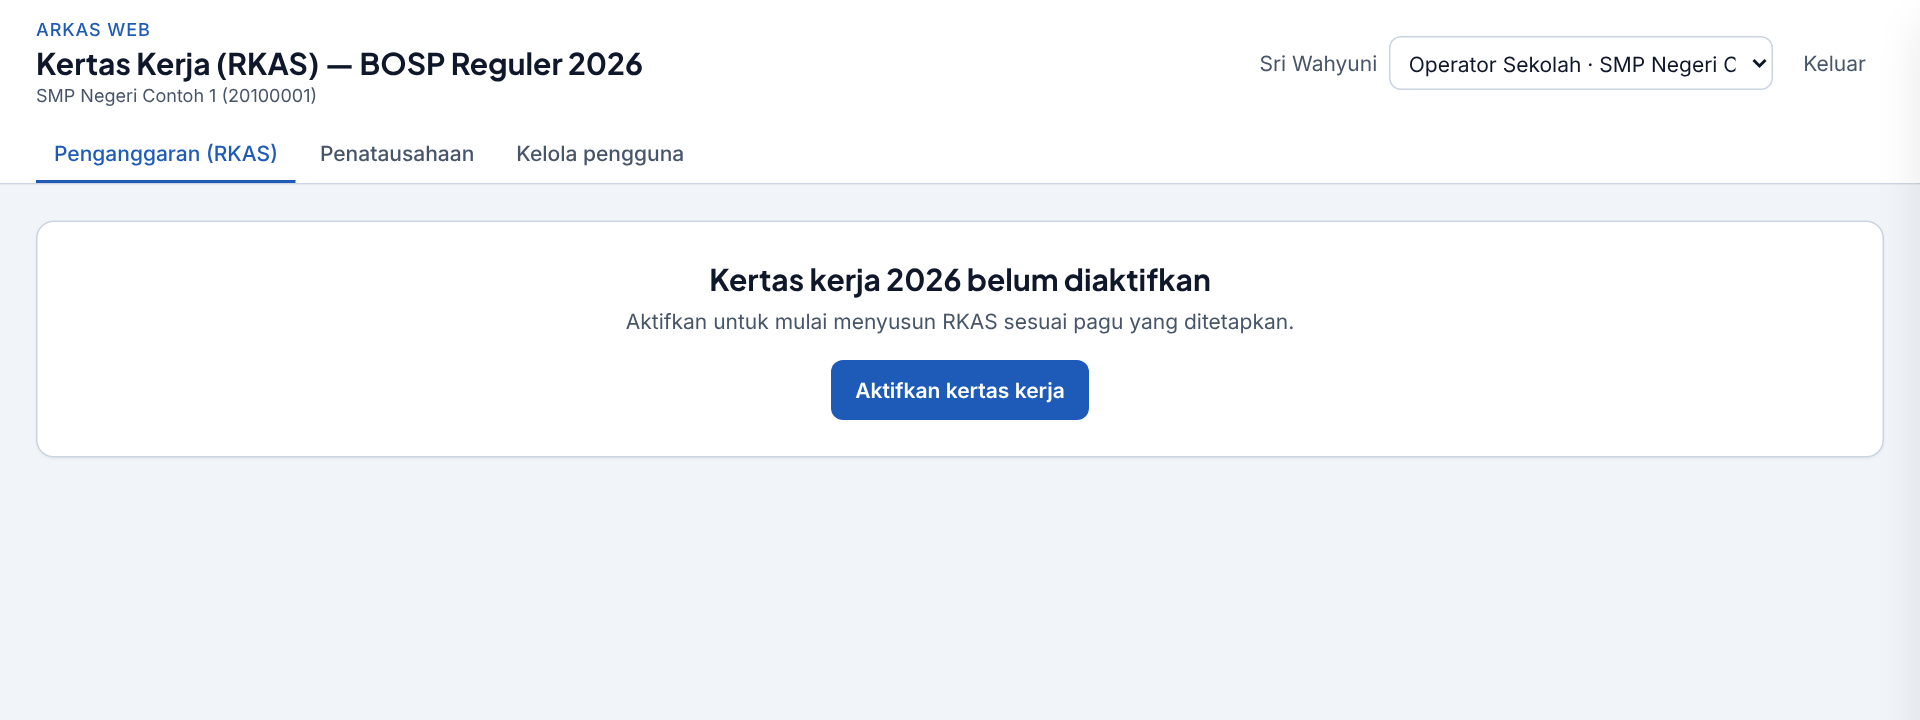 ARKAS WEB
Kertas Kerja (RKAS) — BOSP Reguler 2026
SMP Negeri Contoh 1 (20100001)
Sri Wahyuni
Operator Sekolah · SMP Negeri C
Keluar
Penganggaran (RKAS)
Penatausahaan
Kelola pengguna
Kertas kerja 2026 belum diaktifkan
Aktifkan untuk mulai menyusun RKAS sesuai pagu yang ditetapkan.
Aktifkan kertas kerja